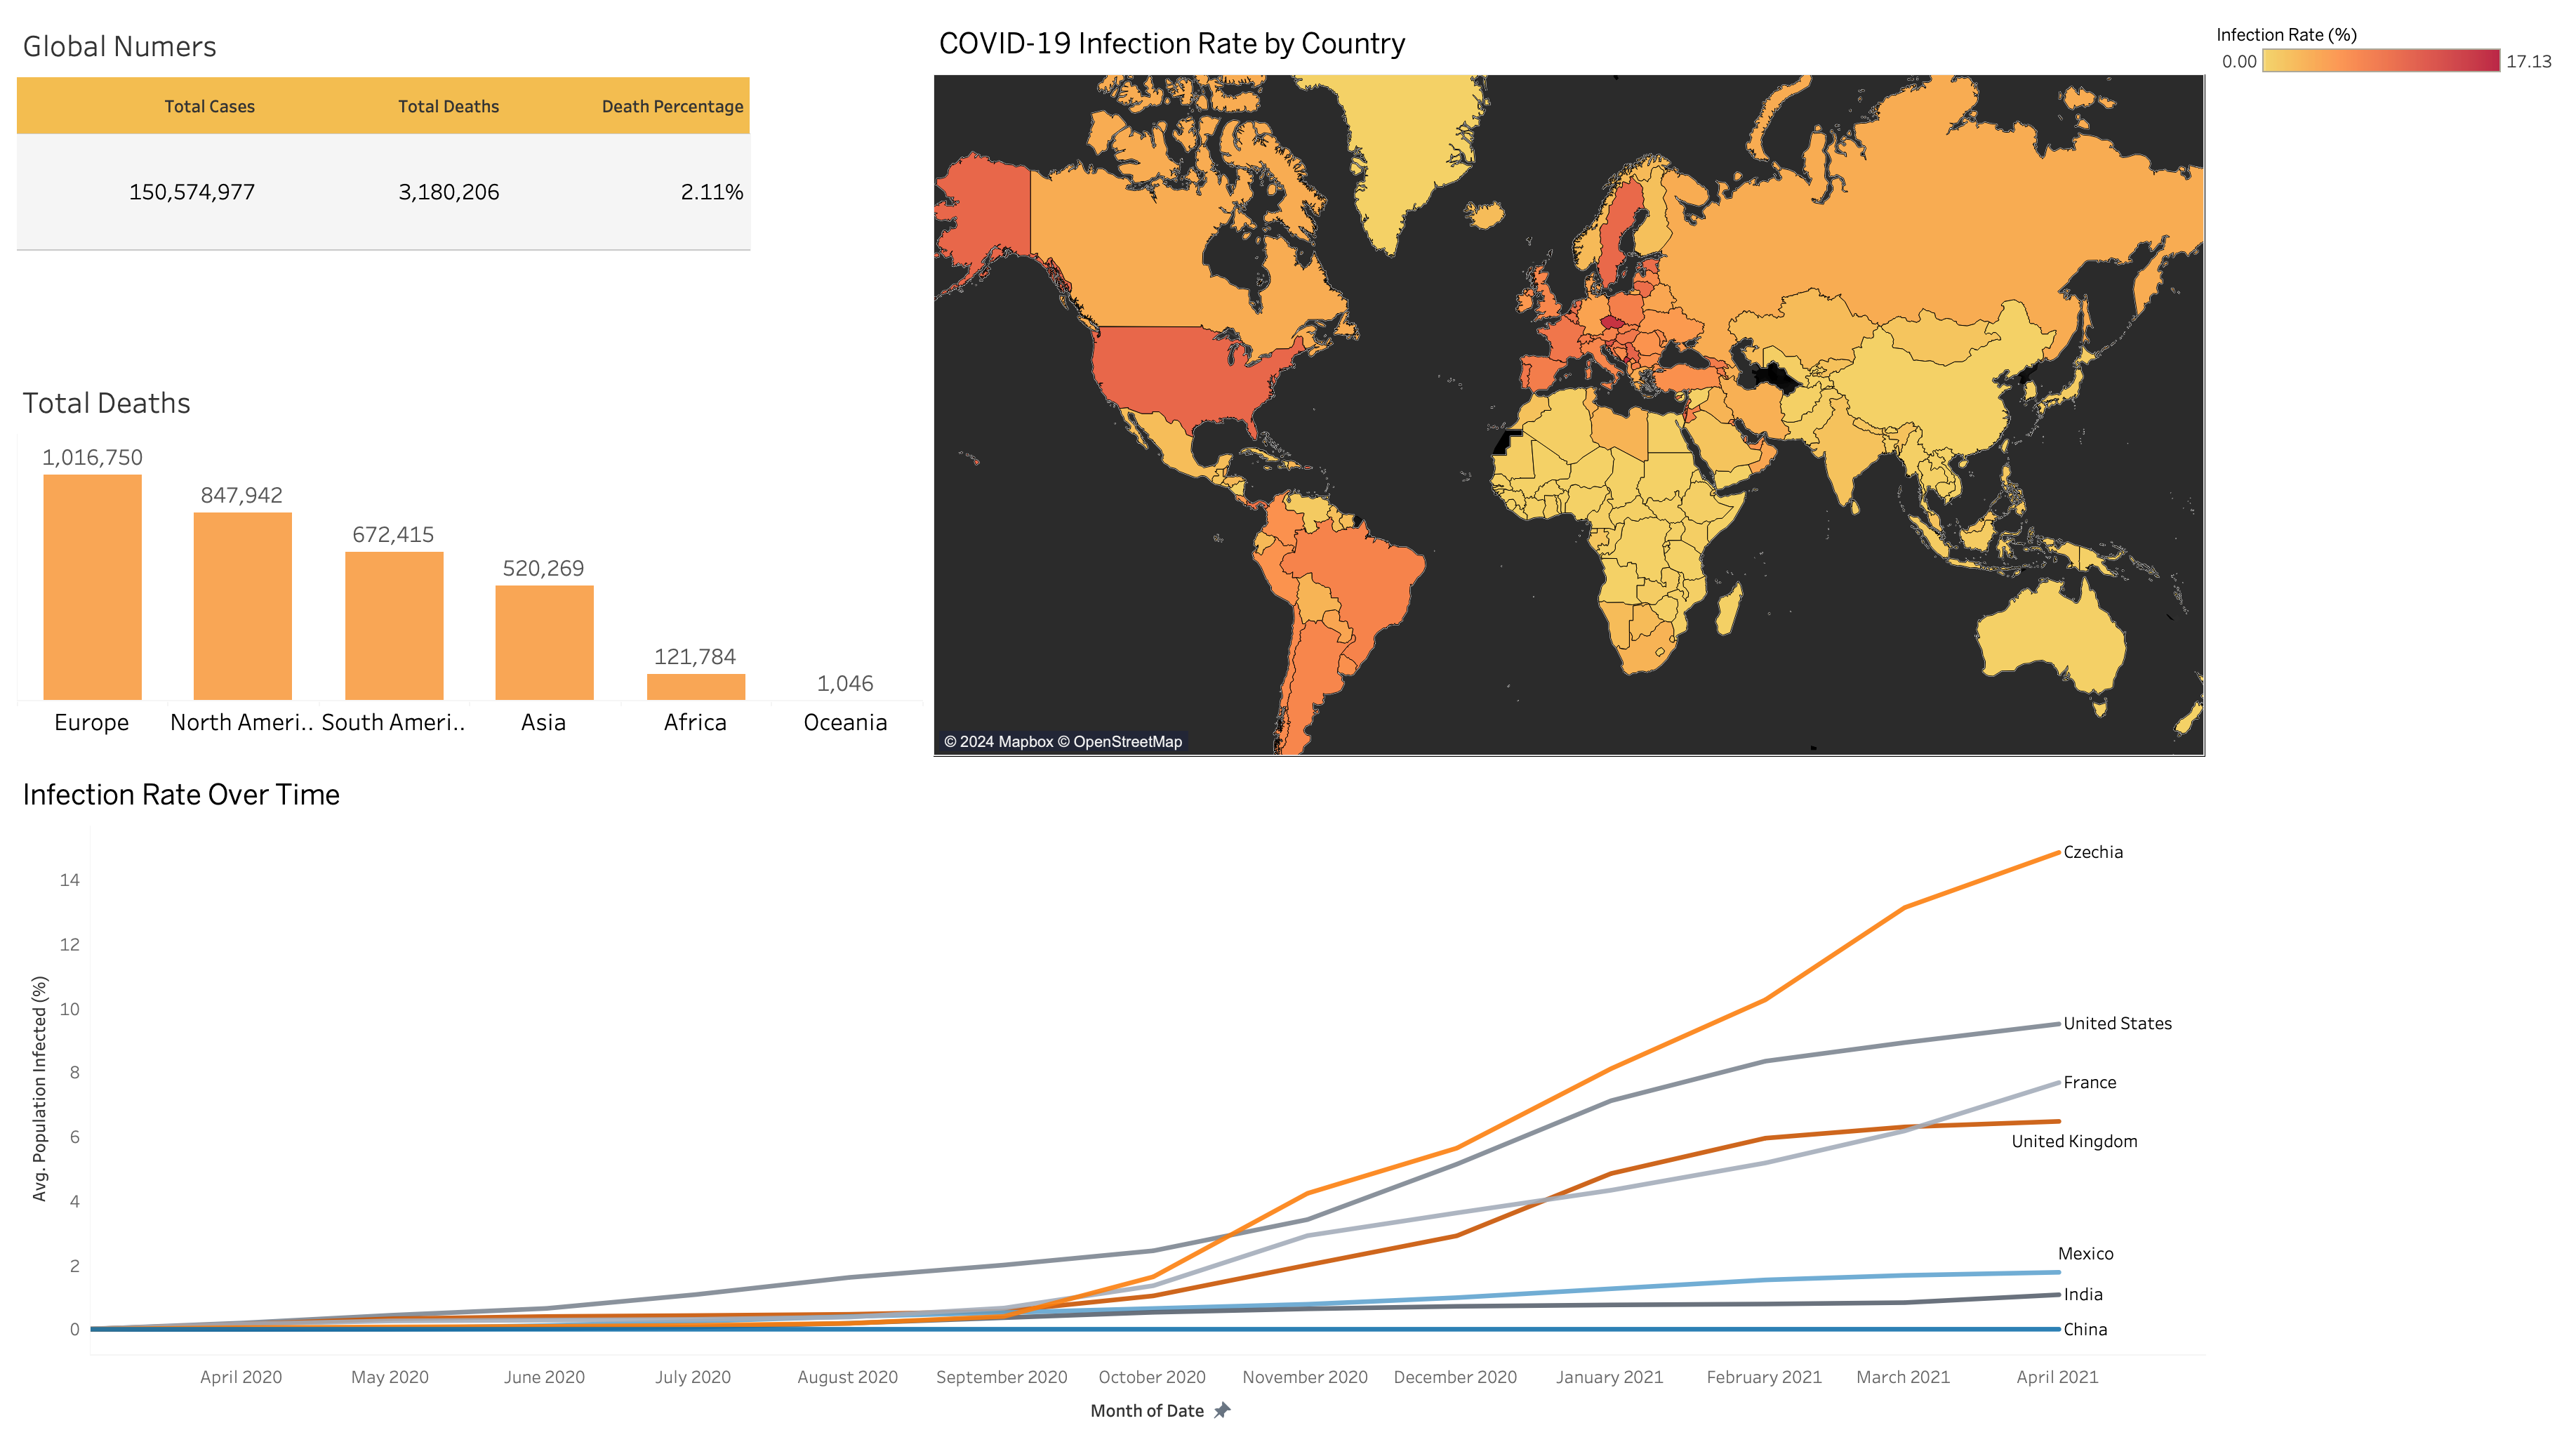 Global Numers
Total Cases
Total Deaths
Death Percentage
150,574,977
3,180,206
2.11%
COVID-19 Infection Rate by Country
Infection Rate (%)
0.00
17.13
© 2024 Mapbox © OpenStreetMap
Total Deaths
1,016,750
847,942
672,415
520,269
121,784
1,046
Europe
North Ameri..
South Ameri..
Asia
Africa
Oceania
Infection Rate Over Time
Avg. Population Infected (%)
14
12
10
8
6
4
2
0
Czechia
United States
France
United Kingdom
Mexico
India
China
April 2020
May 2020
June 2020
July 2020
August 2020
September 2020
October 2020
November 2020
December 2020
January 2021
February 2021
March 2021
April 2021
Month of Date